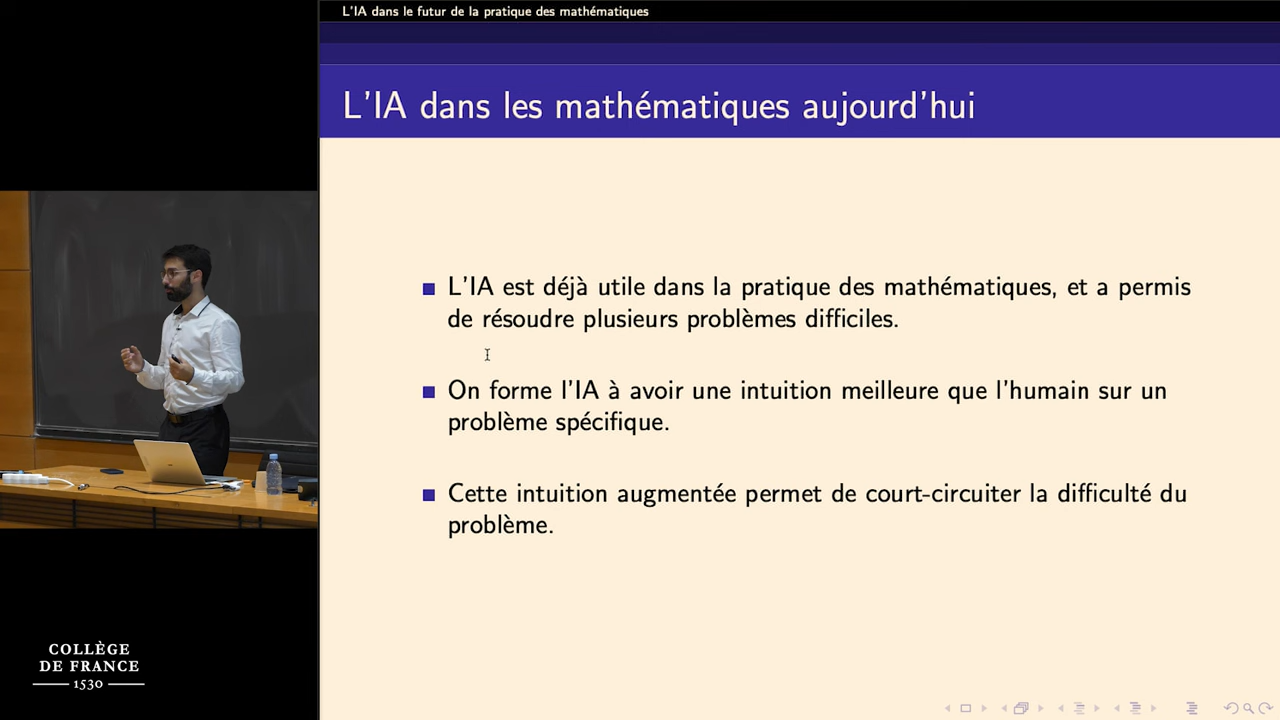 L'IA dans le futur de la pratique des mathématiques
L'IA dans les mathématiques aujourd'hui
L'IA est déjà utile dans la pratique des mathématiques, et a permis
de résoudre plusieurs problèmes difficiles.
On forme l'IA à avoir une intuition meilleure que l'humain sur un
problème spécifique.
Cette intuition augmentée permet de court-circuiter la difficulté du
problème.
COLLÈGE
DE FRANCE
1530